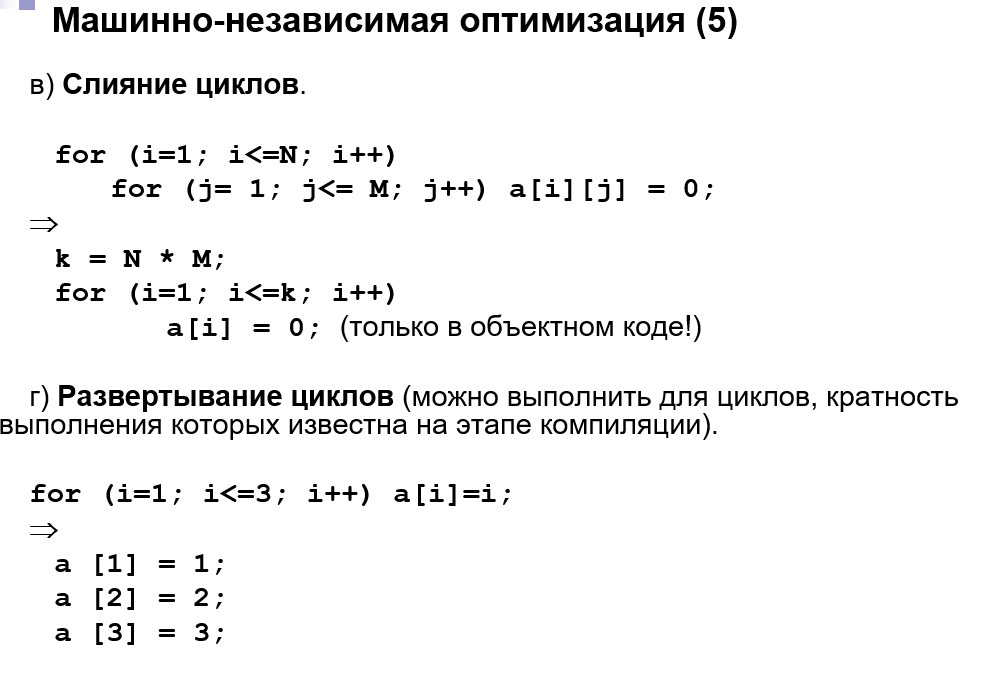 Машинно-независимая оптимизация (5)
в) Слияние циклов.
for (i=1; i<=N; i++)
for (j= 1; j<= M; j++) a[i][j] = 0;
⇒
k = N * M;
for (i=1; i<=k; i++)
a[i] = 0; (только в объектном коде!)
г) Развертывание циклов (можно выполнить для циклов, кратность
выполнения которых известна на этапе компиляции).
for (i=1; i<=3; i++) a[i]=i;
⇒
a [1] = 1;
a [2] = 2;
a [3] = 3;